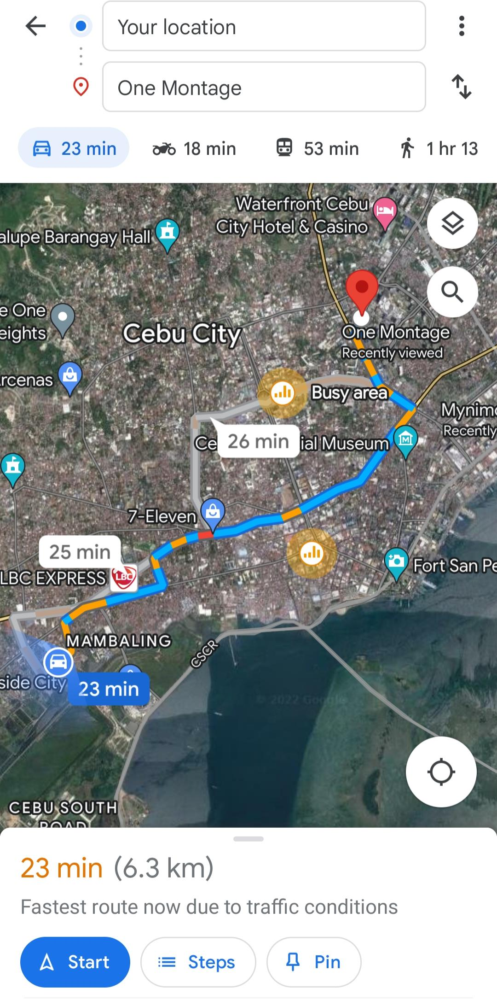 Your location
One Montage
23 min
18 min
53 min
1 hr 13
Waterfront Cebu
City Hotel & Casino
alupe Barangay Hall
e One
eights
Cebu City
One Montage
Recently viewed
rcenas
Busy area
Mynim
Recently
26 min
Ce
ial Museum
M
7-Eleven
25 min
LBC EXPRESS
LBC
Fort San Pe
MAMBALING
CSCR
side City
23 min
© 2022 Google
CEBU SOUTH
ROAD
23 min (6.3 km)
Fastest route now due to traffic conditions
Start
Steps
Pin